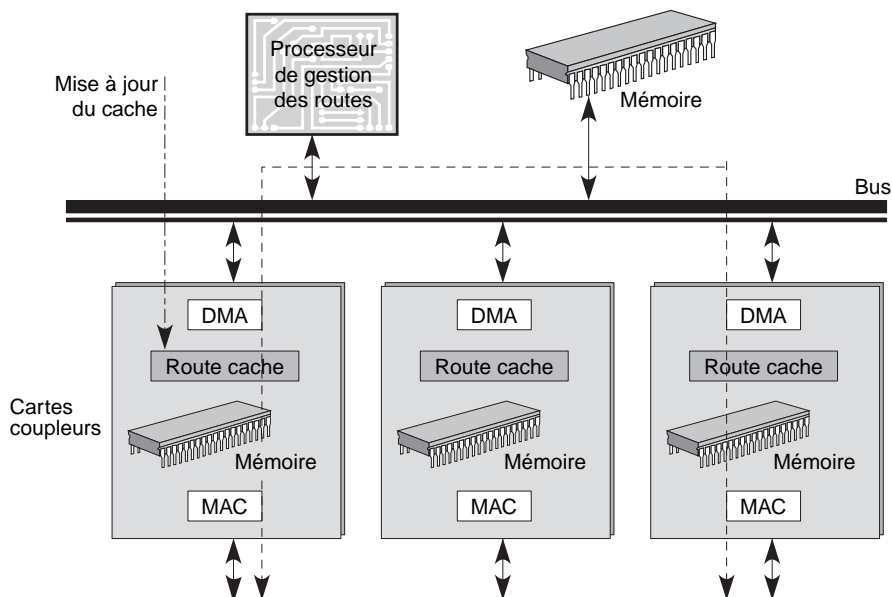 Processeur
de gestion
des routes
Mise à jour
du cache
Mémoire
Bus
DMA
DMA
DMA
Route cache
Route cache
Route cache
Cartes
coupleurs
Mémoire
Mémoire
Mémoire
MAC
MAC
MAC